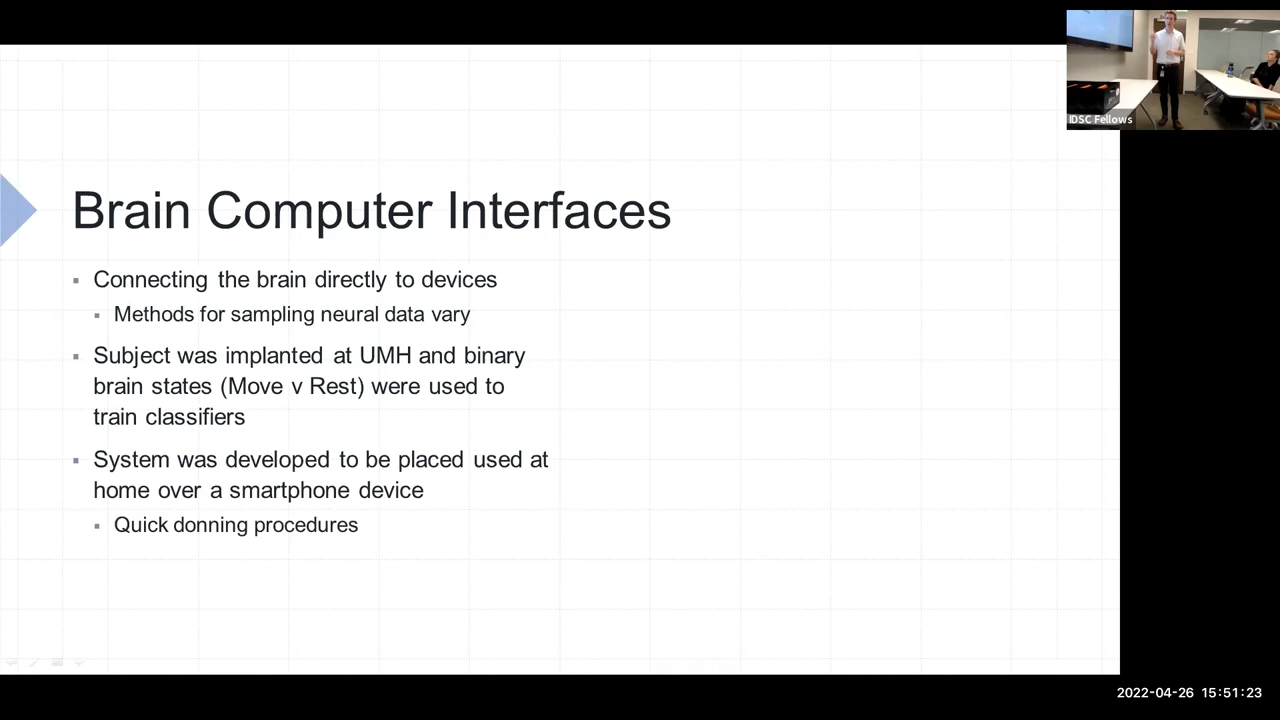 IDSC Fellows
Brain Computer Interfaces
Connecting the brain directly to devices
Methods for sampling neural data vary
Subject was implanted at UMH and binary
brain states (Move v Rest) were used to
train classifiers
System was developed to be placed used at
home over a smartphone device
Quick donning procedures
2022-04-26 15:51:23